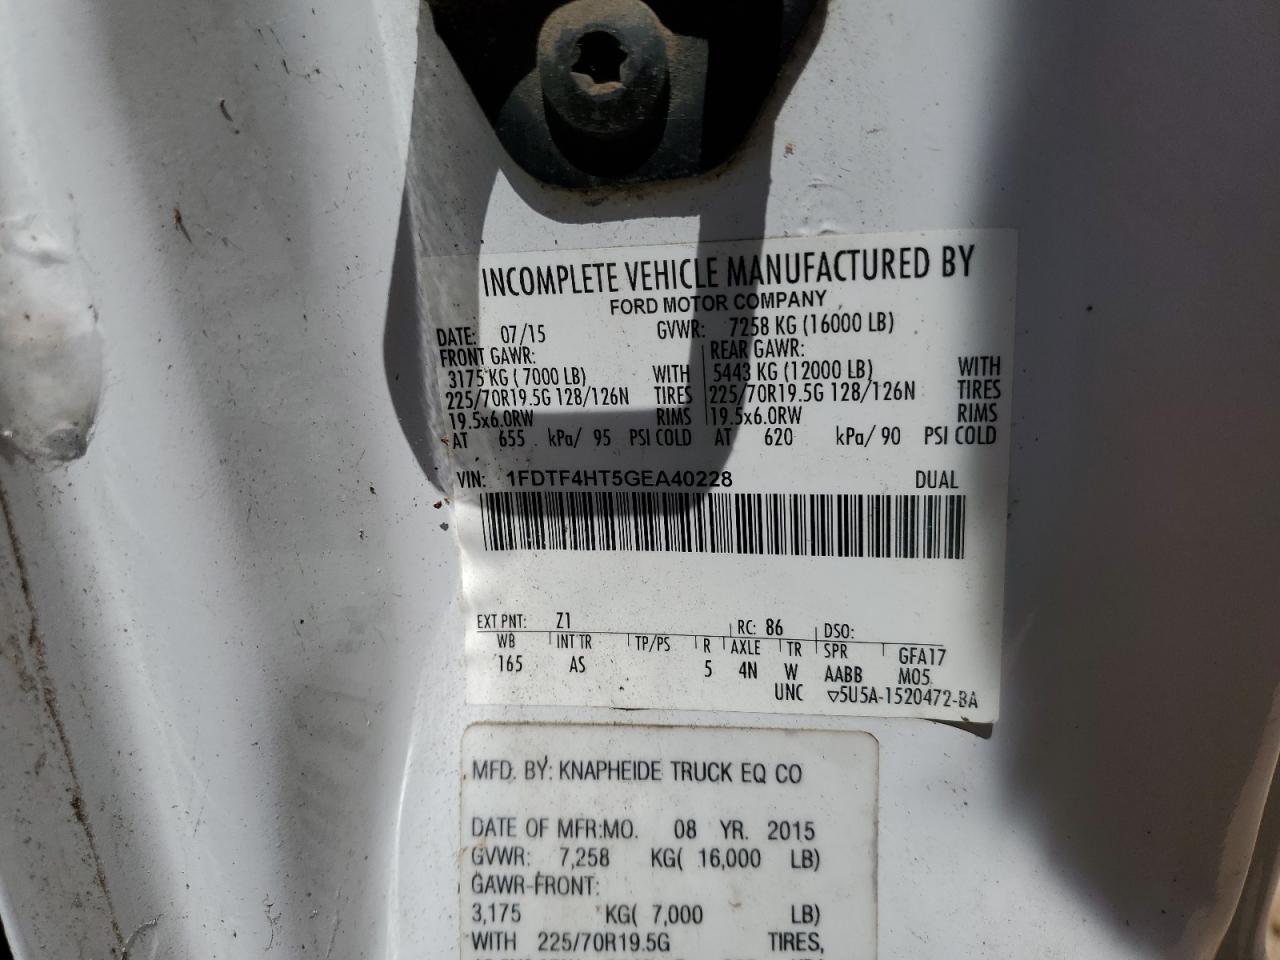 INCOMPLETE VEHICLE MANUFACTURED BY
FORD MOTOR COMPANY
DATE: 07/15 GVWR: 7258 KG (16000 LB)
FRONT GAWR: REAR GAWR:
3175 KG ( 7000 LB) WITH 5443 KG (12000 LB) WITH
225/70R19.5G 128/126N TIRES 225/70R19.5G 128/126N TIRES
19.5x6.0RW RIMS 19.5x6.0RW RIMS
AT 655 kPa/ 95 PSI COLD AT 620 kPa/ 90 PSI COLD
VIN: 1FDTF4HT5GEA40228 DUAL
EXT PNT: Z1 RC: 86 DSO:
WB INT TR TP/PS R AXLE TR SPR GFA17
165 AS 5 4N W AABB M05
UNC ▽5U5A-1520472-BA
MFD. BY: KNAPHEIDE TRUCK EQ CO
DATE OF MFR:MO. 08 YR. 2015
GVWR: 7,258 KG( 16,000 LB)
GAWR-FRONT:
3,175 KG( 7,000 LB)
WITH 225/70R19.5G TIRES,